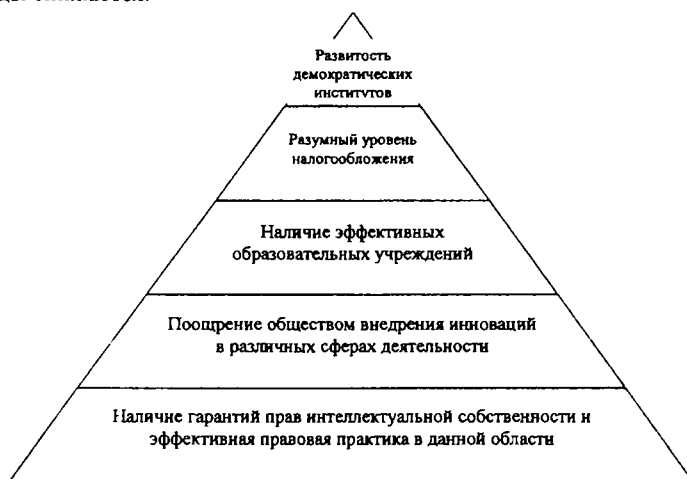 Развитость
демократических
институтов
Разумный уровень
налогообложения
Наличие эффективных
образовательных учреждений
Поощрение обществом внедрения инноваций
в различных сферах деятельности
Наличие гарантий прав интеллектуальной собственности и
эффективная правовая практика в данной области